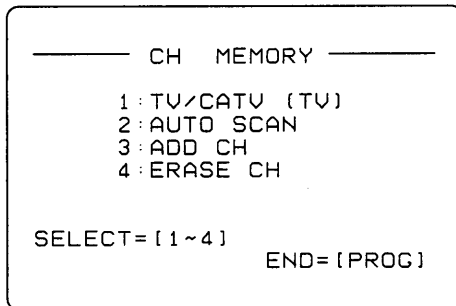 CH MEMORY
1:TV/CATV [TV]
2:AUTO SCAN
3:ADD CH
4:ERASE CH
SELECT=[1~4]
END=[PROG]